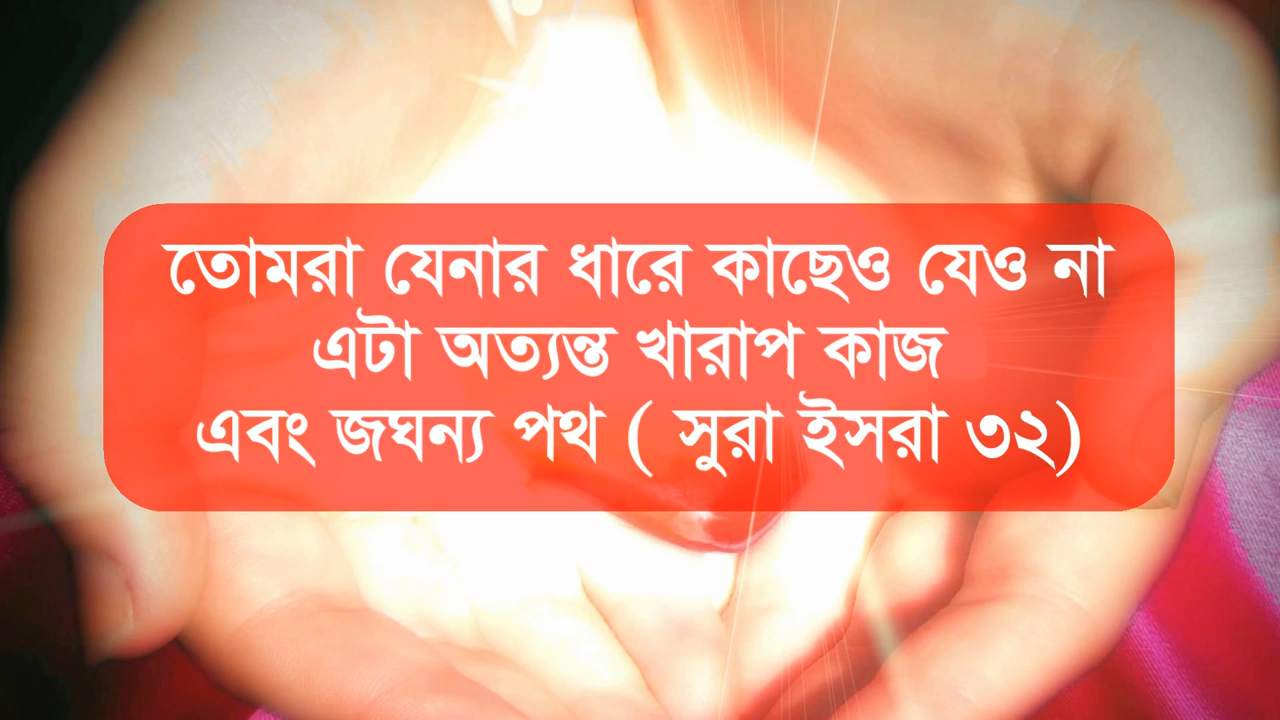 তোমরা যেনার ধারে কাছেও যেও না
এটা অত্যন্ত খারাপ কাজ
এবং জঘন্য পথ ( সুরা ইসরা ৩২)